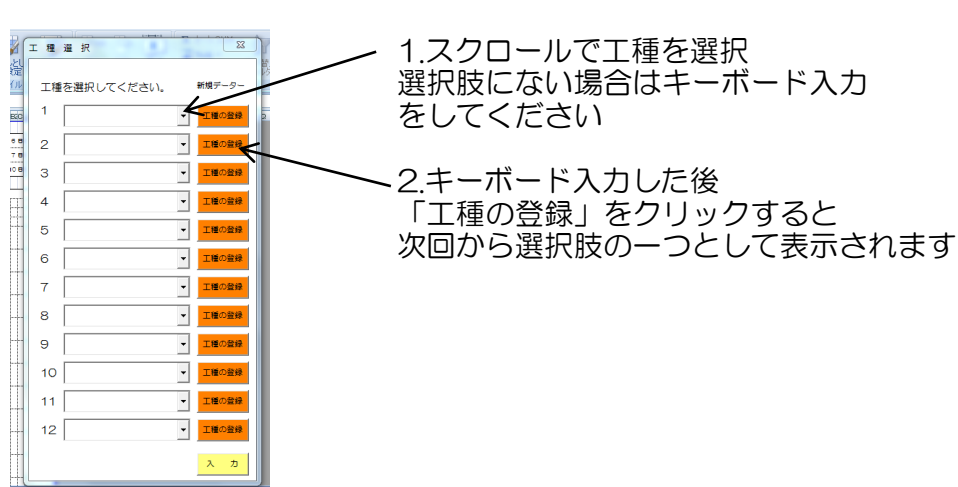 工 種 選 択
工種を選択してください。
新規データー
1 工種の登録
2 工種の登録
3 工種の登録
4 工種の登録
5 工種の登録
6 工種の登録
7 工種の登録
8 工種の登録
9 工種の登録
10 工種の登録
11 工種の登録
12 工種の登録
入 力
1.スクロールで工種を選択
選択肢にない場合はキーボード入力
をしてください
2.キーボード入力した後
「工種の登録」をクリックすると
次回から選択肢の一つとして表示されます